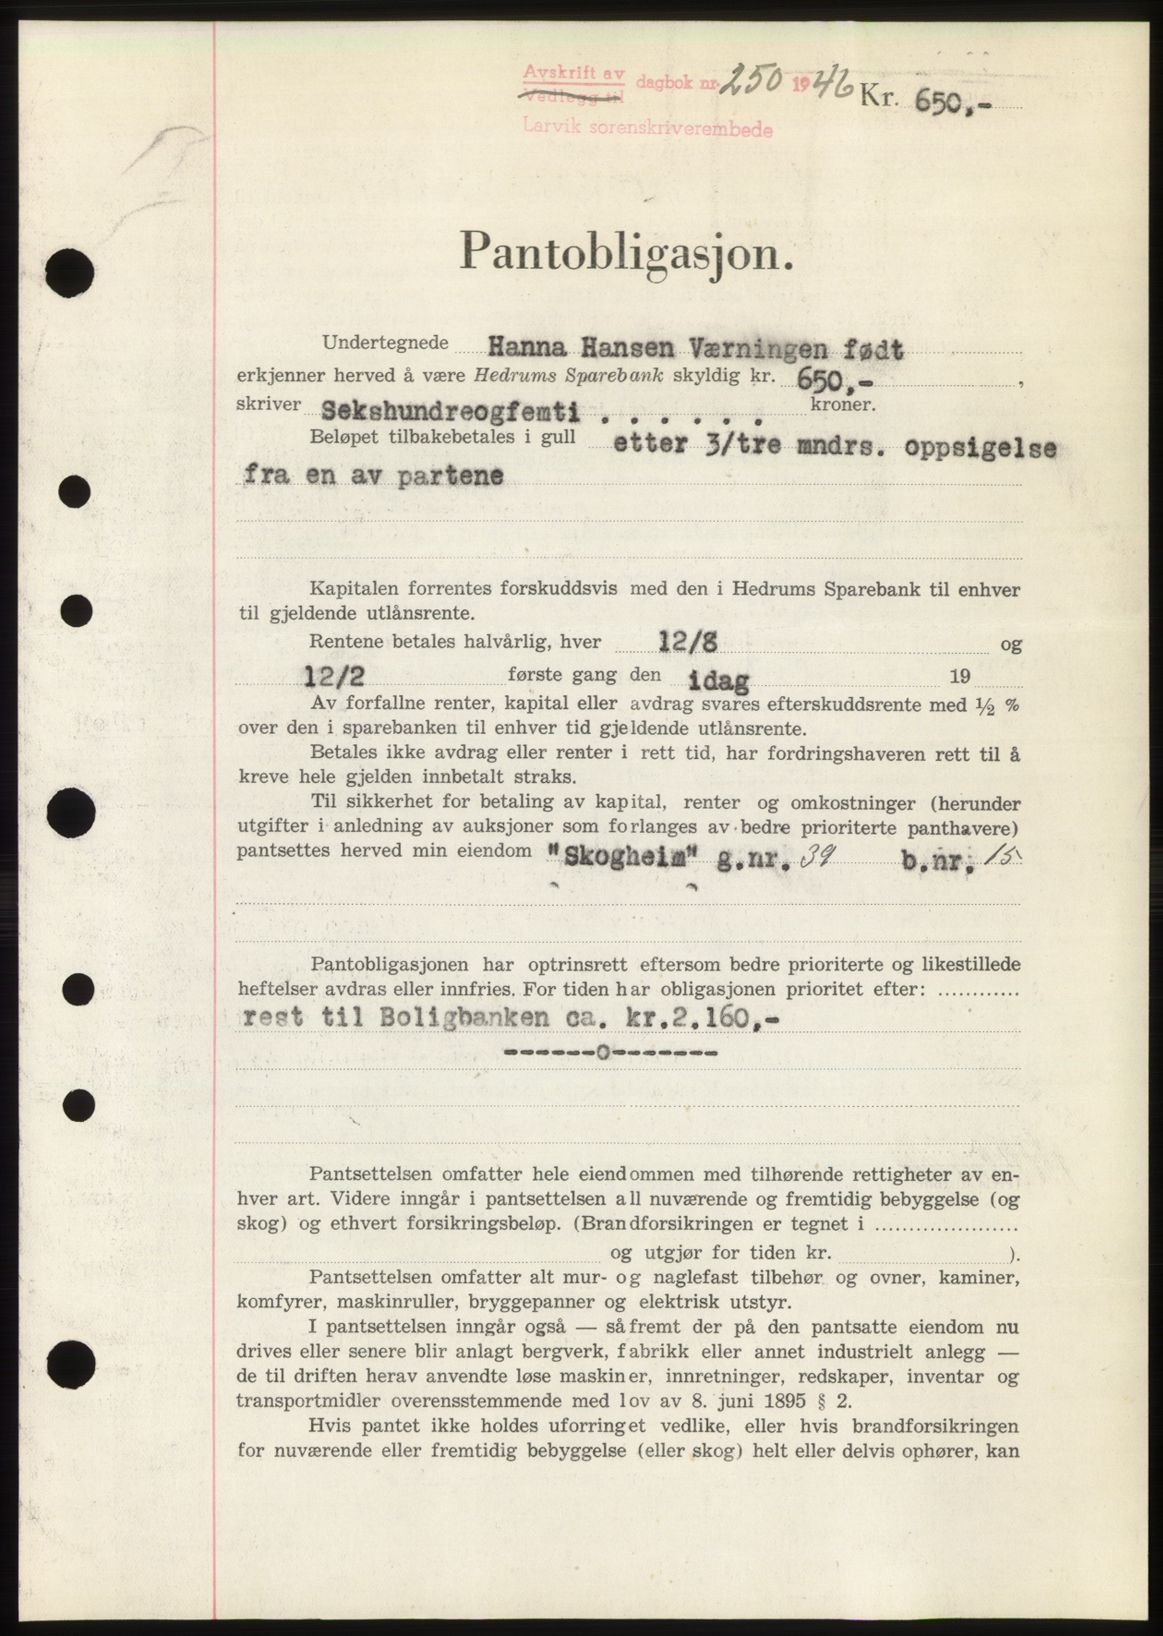 Avskrift av dagbok nr. 250 1946 Kr. 650,-
Vedlegg til
Larvik sorenskriverembede
Pantobligasjon.
Undertegnede Hanna Hansen Værningen født
erkjenner herved å være Hedrums Sparebank skyldig kr. 650,- ,
skriver Sekshundreogfemti . . . . . . kroner.
Beløpet tilbakebetales i gull etter 3/tre mndrs. oppsigelse
fra en av partene
Kapitalen forrentes forskuddsvis med den i Hedrums Sparebank til enhver
til gjeldende utlånsrente.
Rentene betales halvårlig, hver 12/8 og
12/2 første gang den idag 19
Av forfallne renter, kapital eller avdrag svares efterskuddsrente med ½ %
over den i sparebanken til enhver tid gjeldende utlånsrente.
Betales ikke avdrag eller renter i rett tid, har fordringshaveren rett til å
kreve hele gjelden innbetalt straks.
Til sikkerhet for betaling av kapital, renter og omkostninger (herunder
utgifter i anledning av auksjoner som forlanges av bedre prioriterte panthavere)
pantsettes herved min eiendom "Skogheim" g.nr. 39 b.nr. 15
Pantobligasjonen har optrinsrett eftersom bedre prioriterte og likestillede
heftelser avdras eller innfries. For tiden har obligasjonen prioritet efter: ............
rest til Boligbanken ca. kr.2.160,-
------o-------
Pantsettelsen omfatter hele eiendommen med tilhørende rettigheter av en-
hver art. Videre inngår i pantsettelsen all nuværende og fremtidig bebyggelse (og
skog) og ethvert forsikringsbeløp. (Brandforsikringen er tegnet i .....................
og utgjør for tiden kr. ).
Pantsettelsen omfatter alt mur- og naglefast tilbehør og ovner, kaminer,
komfyrer, maskinruller, bryggepanner og elektrisk utstyr.
I pantsettelsen inngår også — såfremt der på den pantsatte eiendom nu
drives eller senere blir anlagt bergverk, fabrikk eller annet industrielt anlegg —
de til driften herav anvendte løse maskiner, innretninger, redskaper, inventar og
transportmidler overensstemmende med lov av 8. juni 1895 § 2.
Hvis pantet ikke holdes uforringet vedlike, eller hvis brandforsikringen
for nuværende eller fremtidig bebyggelse (eller skog) helt eller delvis ophører, kan